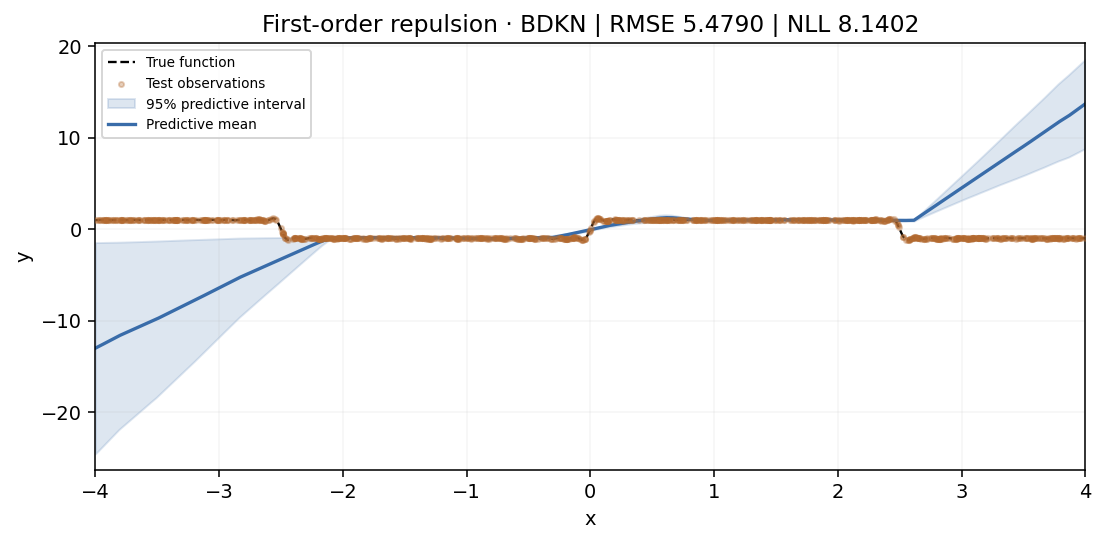 First-order repulsion · BDKN | RMSE 5.4790 | NLL 8.1402
True function
Test observations
95% predictive interval
Predictive mean
y
20
10
0
−10
−20
−4
−3
−2
−1
0
1
2
3
4
x